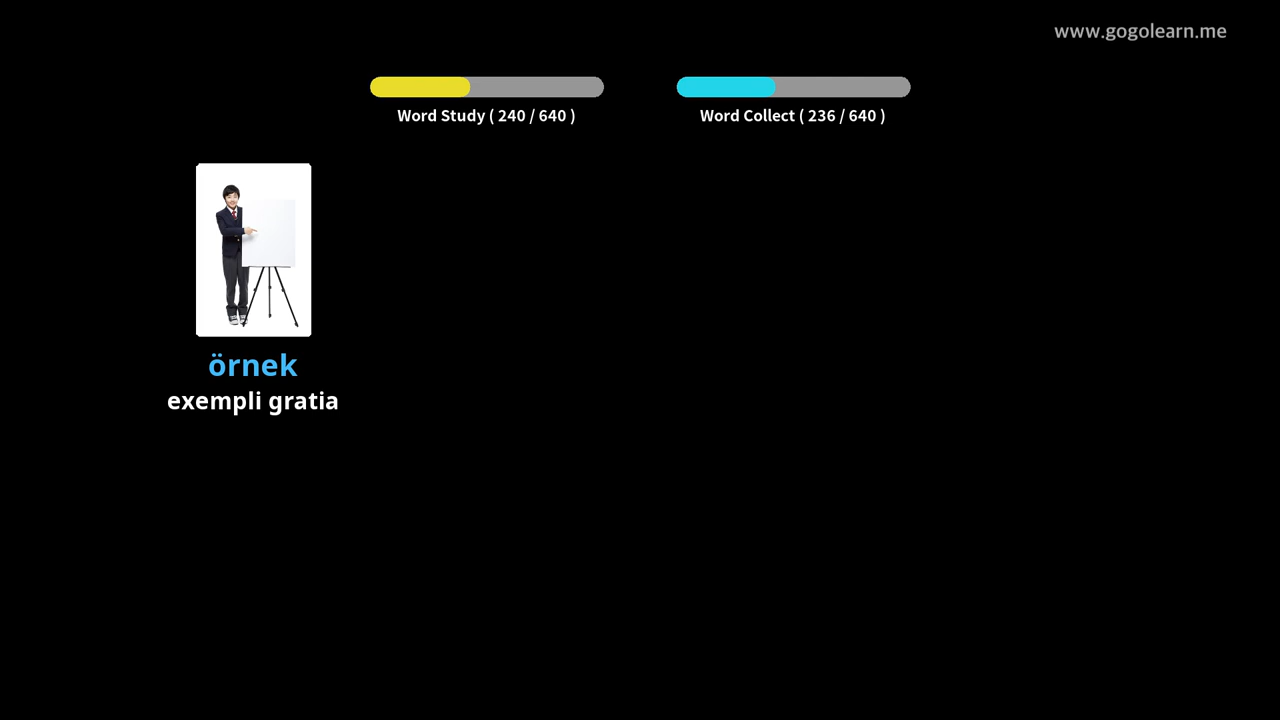 www.gogolearn.me
Word Study ( 240 / 640 )
Word Collect ( 236 / 640 )
örnek
exempli gratia